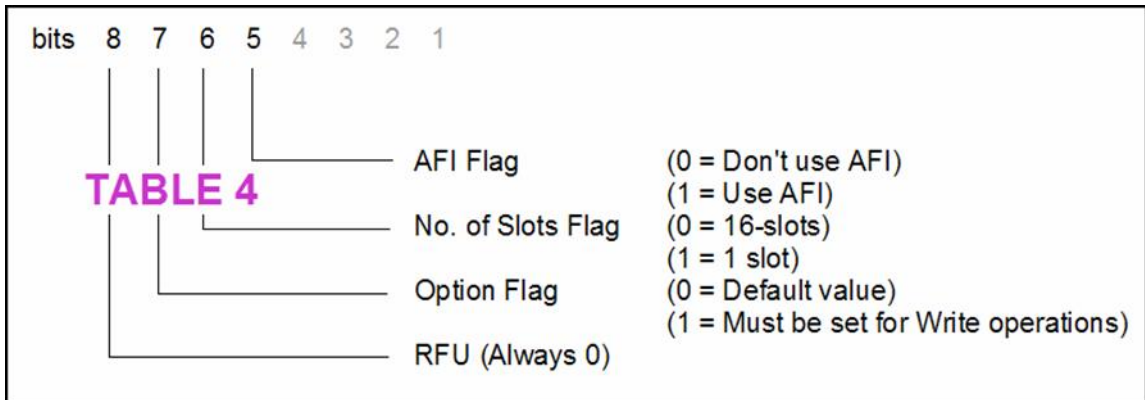 bits 8 7 6 5 4 3 2 1
AFI Flag (0 = Don't use AFI)
TABLE 4 (1 = Use AFI)
No. of Slots Flag (0 = 16-slots)
(1 = 1 slot)
Option Flag (0 = Default value)
(1 = Must be set for Write operations)
RFU (Always 0)